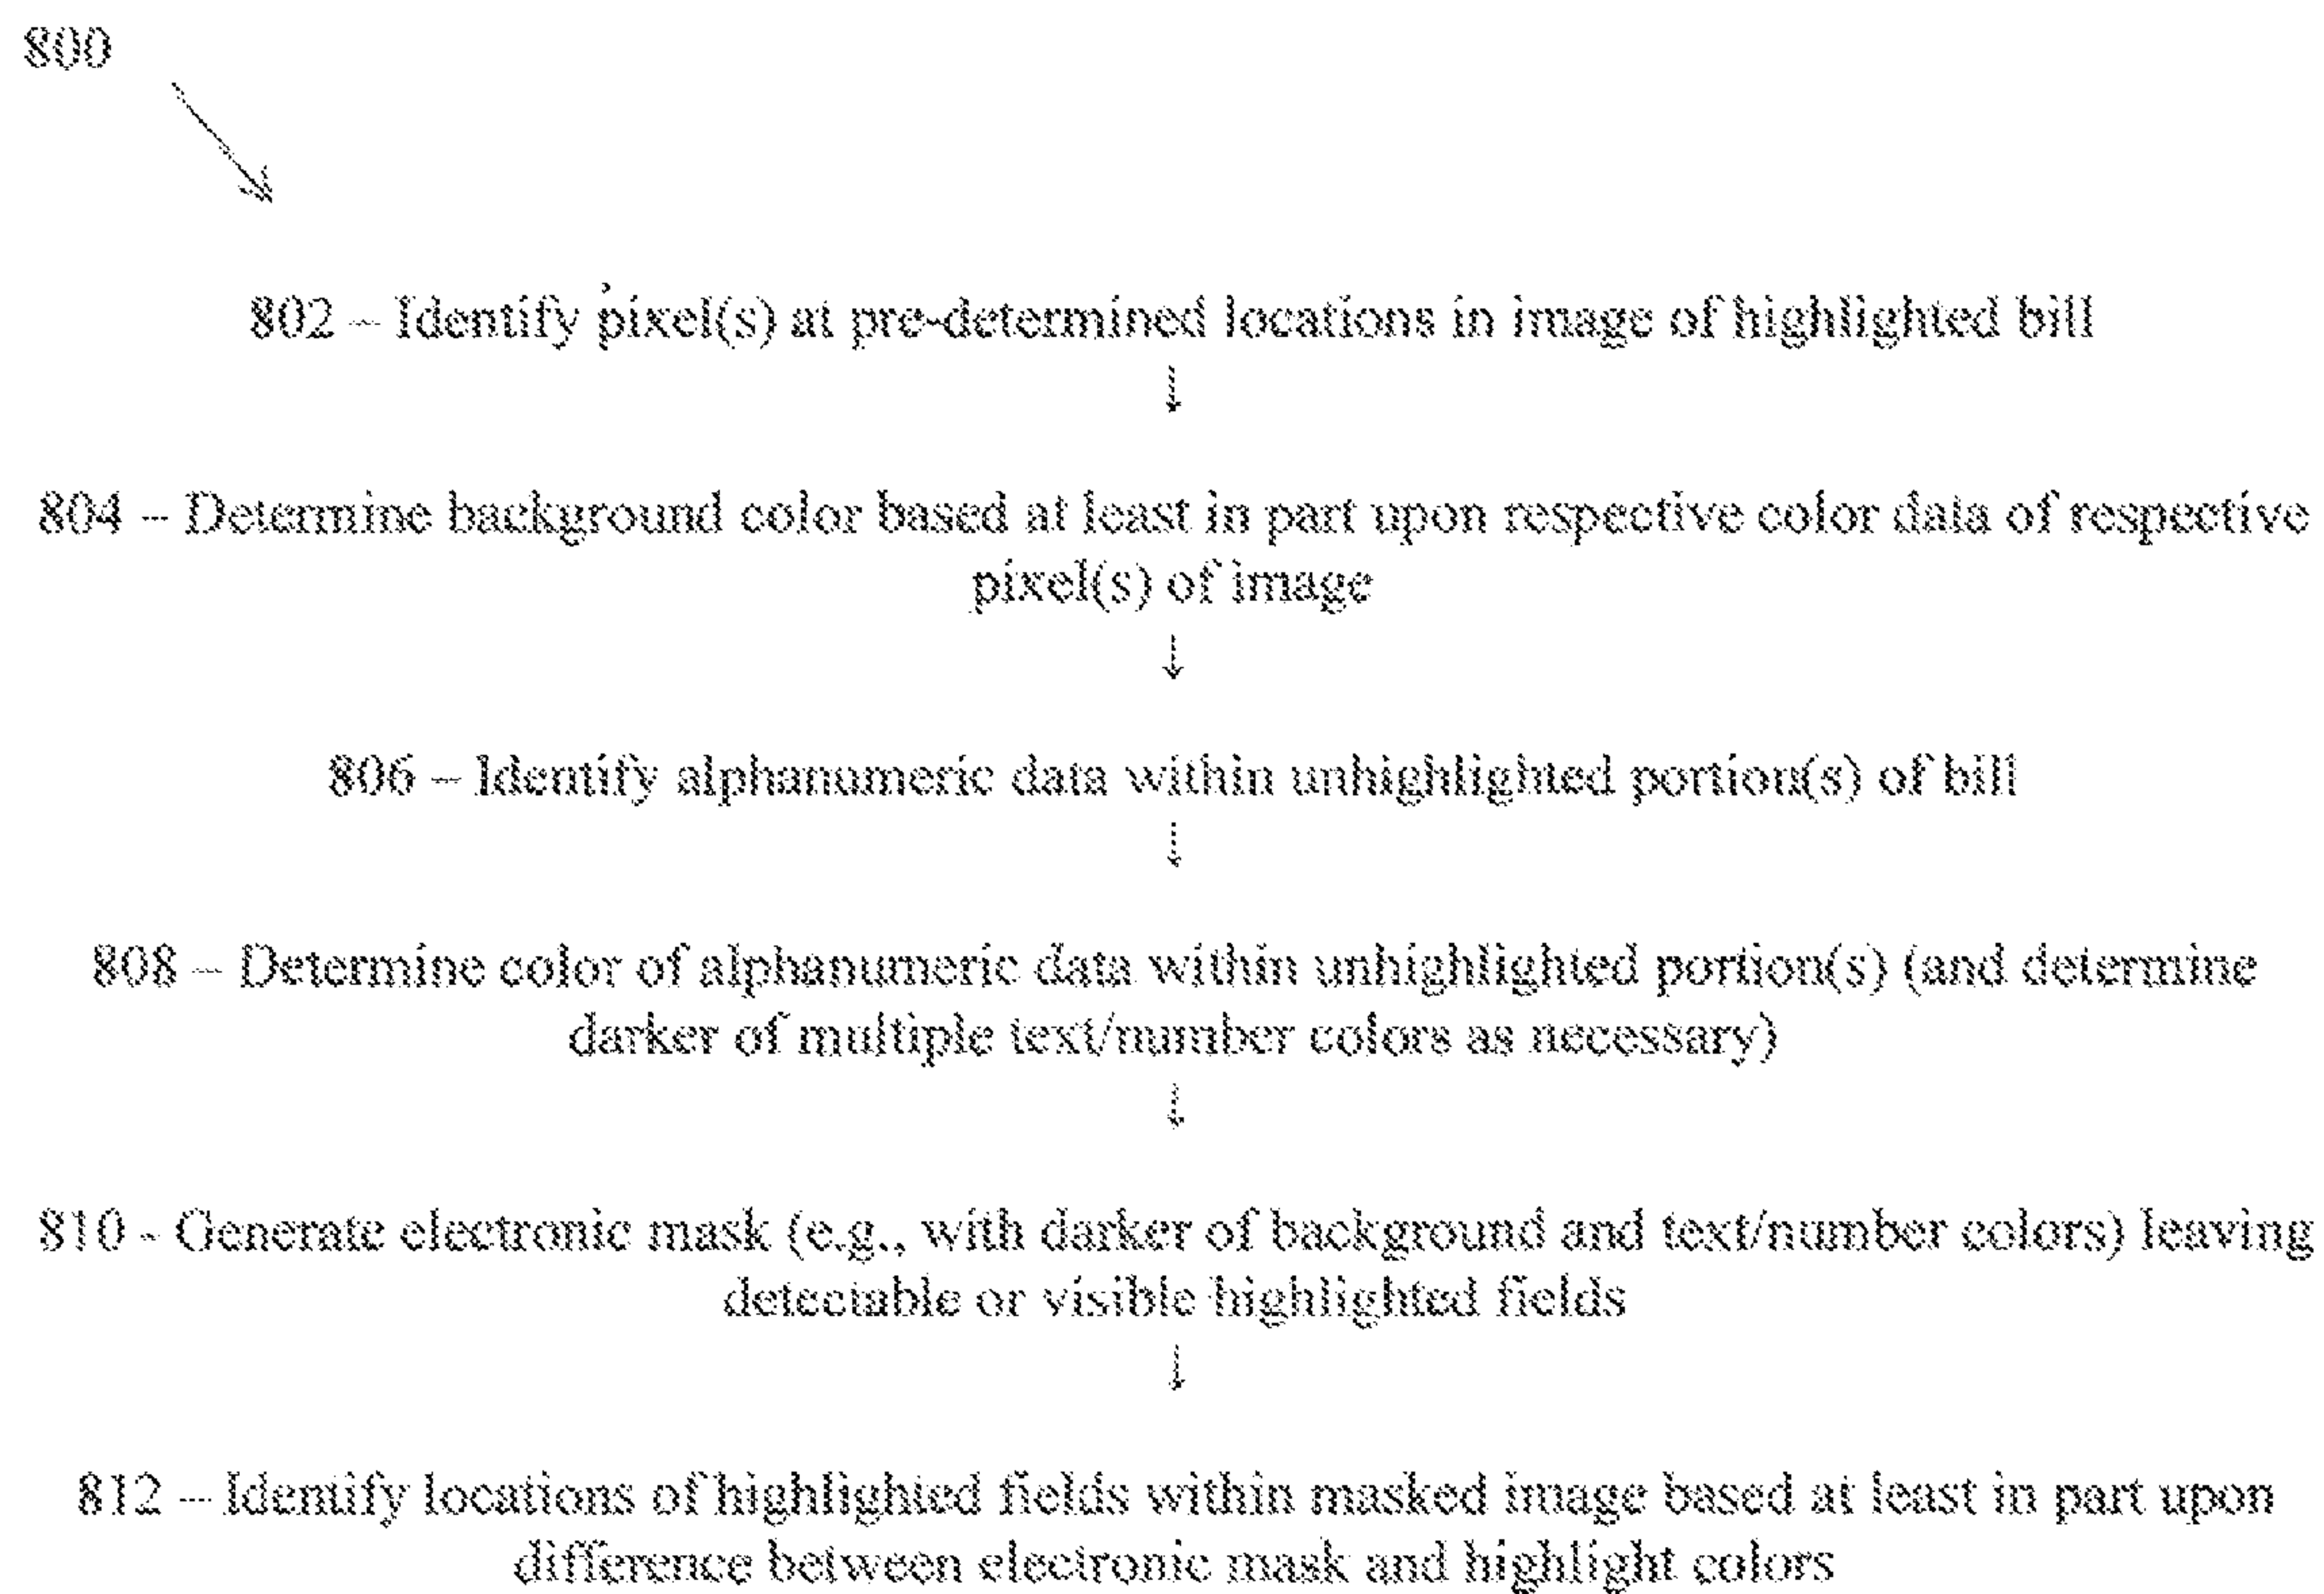 800
802 – Identify pixel(s) at pre-determined locations in image of highlighted bill
↓
804 – Determine background color based at least in part upon respective color data of respective
pixel(s) of image
↓
806 – Identify alphanumeric data within unhighlighted portion(s) of bill
↓
808 – Determine color of alphanumeric data within unhighlighted portion(s) (and determine
darker of multiple text/number colors as necessary)
↓
810 - Generate electronic mask (e.g., with darker of background and text/number colors) leaving
detectable or visible highlighted fields
↓
812 – Identify locations of highlighted fields within masked image based at least in part upon
difference between electronic mask and highlight colors